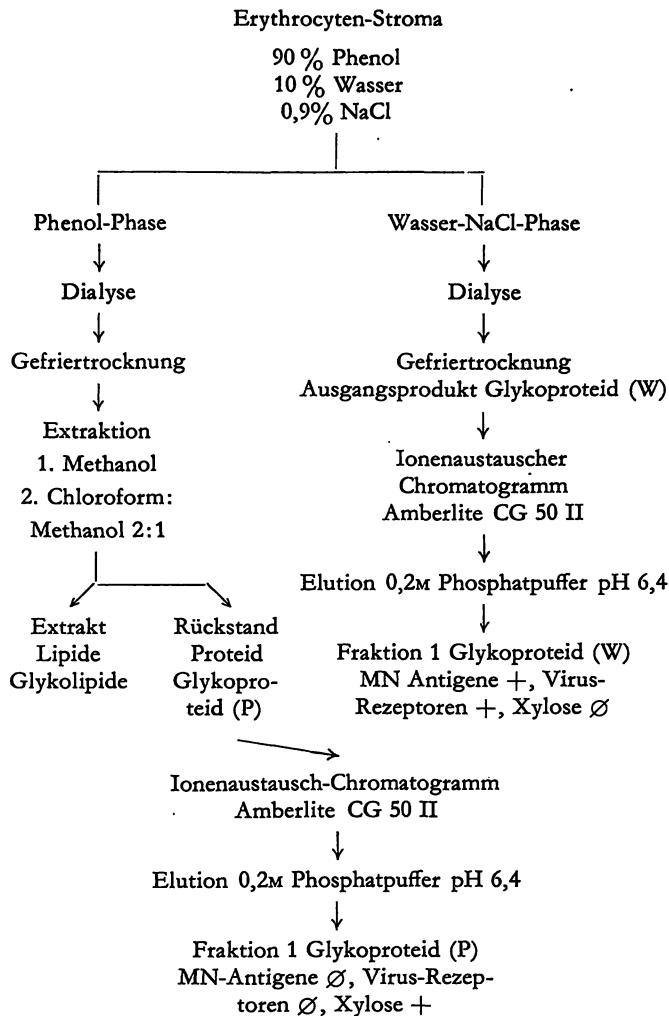 Erythrocyten-Stroma
90% Phenol
10% Wasser
0,9% NaCl
Phenol-Phase
Dialyse
Gefriertrocknung
Extraktion
1. Methanol
2. Chloroform:
Methanol 2:1
Extrakt
Lipide
Glykolipide
Rückstand
Proteid
Glykopro-
teid (P)
Wasser-NaCl-Phase
Dialyse
Gefriertrocknung
Ausgangsprodukt Glykoproteid (W)
Ionenaustauscher
Chromatogramm
Amberlite CG 50 II
Elution 0,2M Phosphatpuffer pH 6,4
Fraktion 1 Glykoproteid (W)
MN Antigene +, Virus-
Rezeptoren +, Xylose ∅
Ionenaustausch-Chromatogramm
Amberlite CG 50 II
Elution 0,2M Phosphatpuffer pH 6,4
Fraktion 1 Glykoproteid (P)
MN-Antigene ∅, Virus-Rezep-
toren ∅, Xylose +